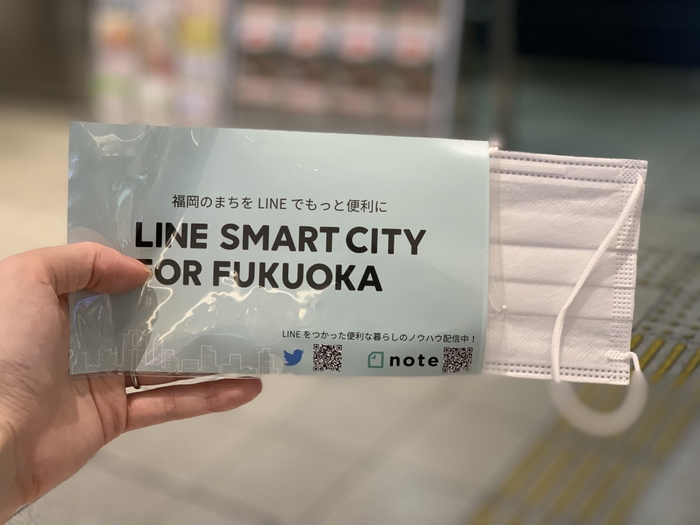 福岡のまちを LINE でもっと便利に
LINE SMART CITY
FOR FUKUOKA
LINE をつかった便利な暮らしのノウハウ配信中！
note